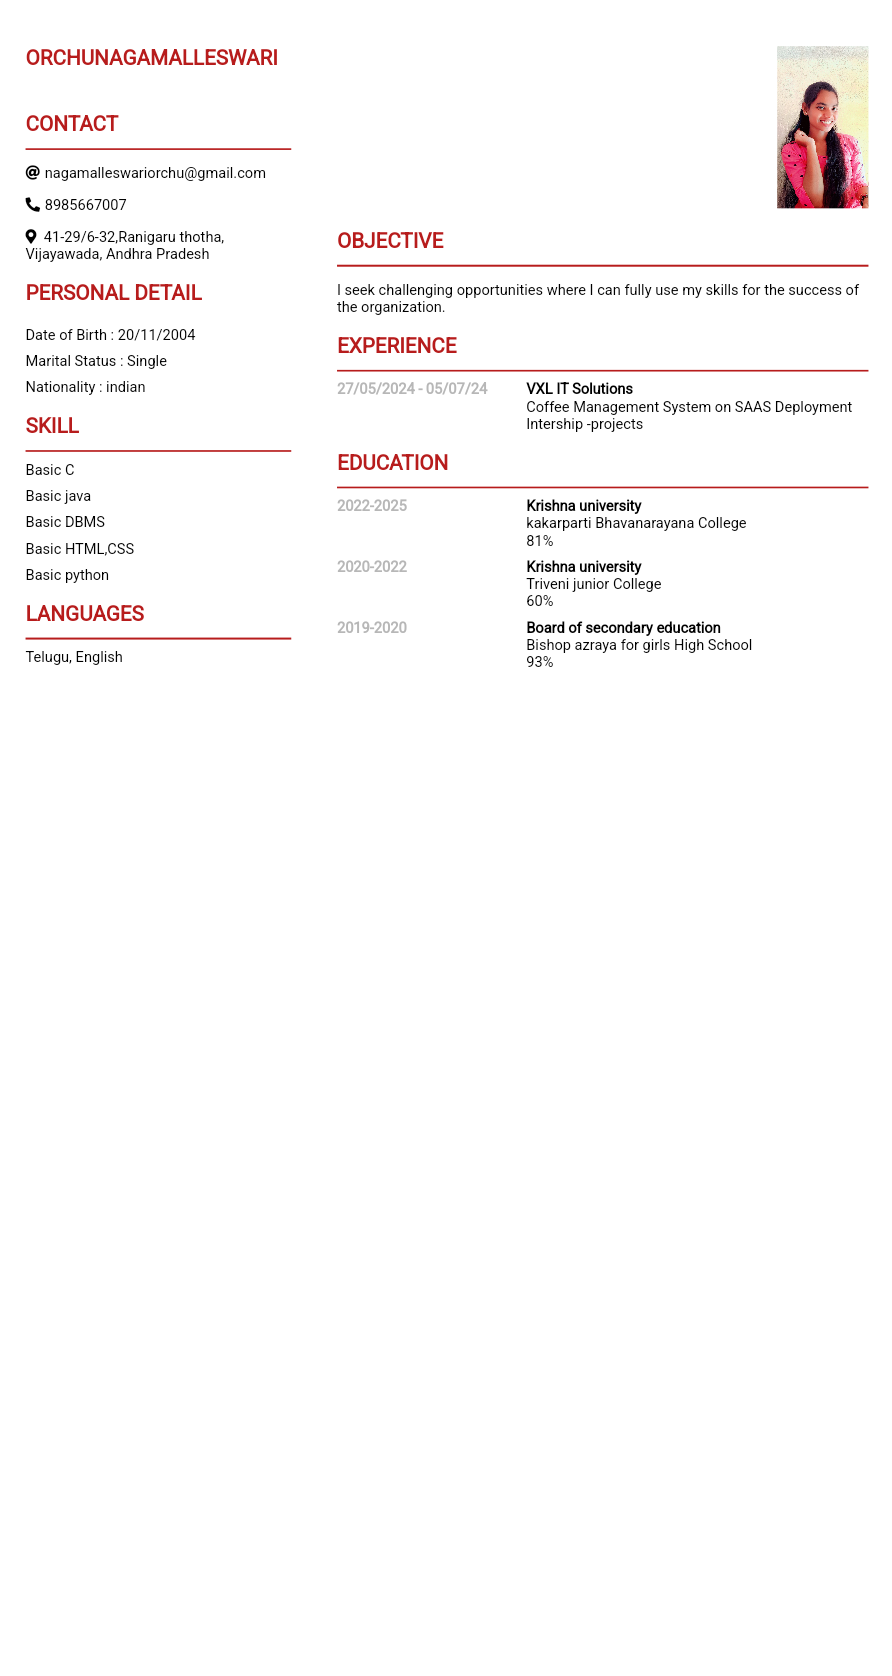 ORCHUNAGAMALLESWARI
CONTACT
nagamalleswariorchu@gmail.com
8985667007
41-29/6-32,Ranigaru thotha,
Vijayawada, Andhra Pradesh
PERSONAL DETAIL
Date of Birth : 20/11/2004
Marital Status : Single
Nationality : indian
SKILL
Basic C
Basic java
Basic DBMS
Basic HTML,CSS
Basic python
LANGUAGES
Telugu, English
OBJECTIVE
I seek challenging opportunities where I can fully use my skills for the success of
the organization.
EXPERIENCE
27/05/2024 - 05/07/24 VXL IT Solutions
Coffee Management System on SAAS Deployment
Intership -projects
EDUCATION
2022-2025 Krishna university
kakarparti Bhavanarayana College
81%
2020-2022 Krishna university
Triveni junior College
60%
2019-2020 Board of secondary education
Bishop azraya for girls High School
93%